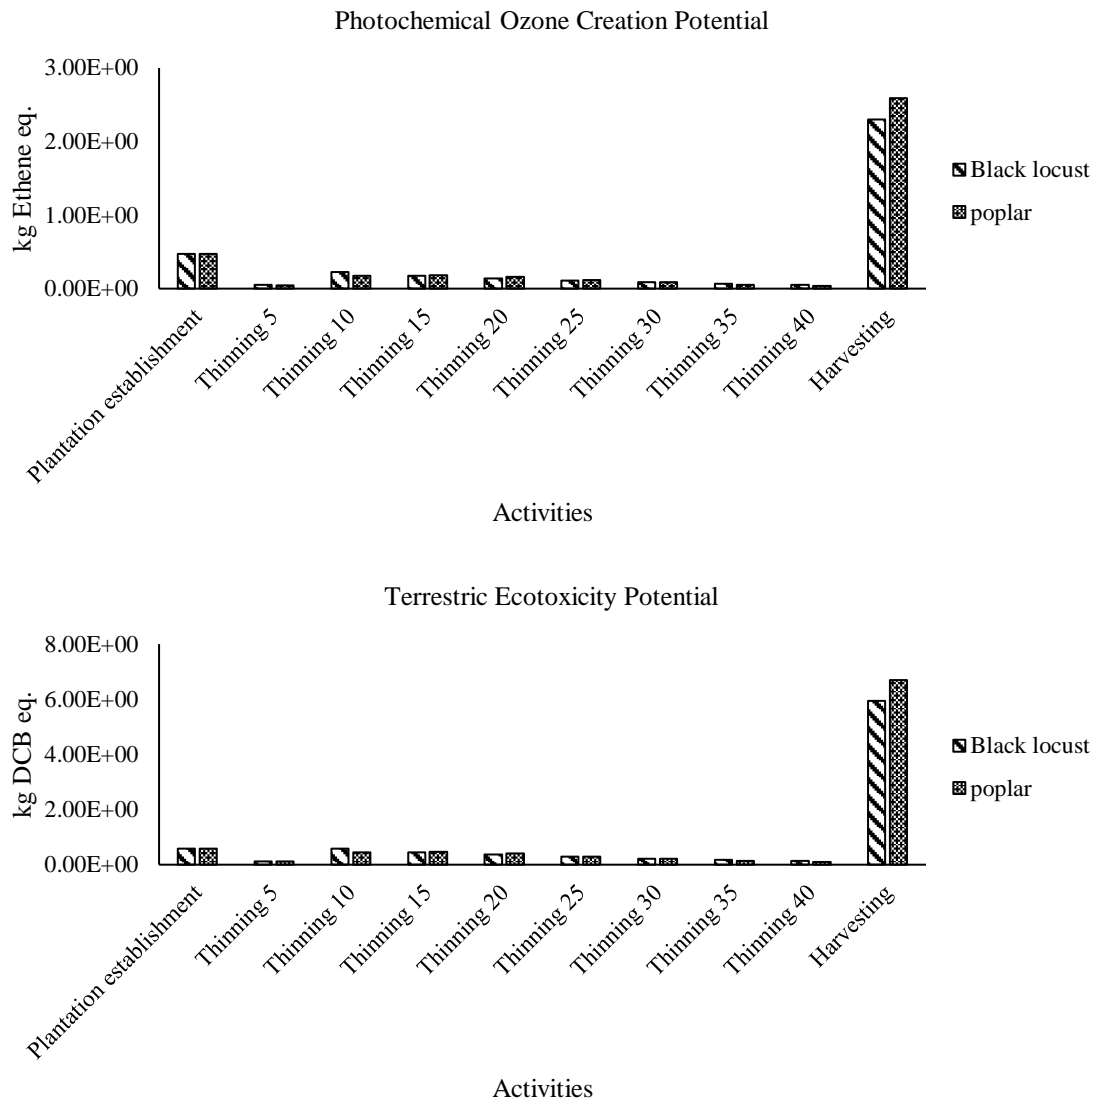 Photochemical Ozone Creation Potential
3.00E+00
2.00E+00
1.00E+00
0.00E+00
kg Ethene eq.
Black locust
poplar
Plantation establishment
Thinning 5
Thinning 10
Thinning 15
Thinning 20
Thinning 25
Thinning 30
Thinning 35
Thinning 40
Harvesting
Activities
Terrestric Ecotoxicity Potential
8.00E+00
6.00E+00
4.00E+00
2.00E+00
0.00E+00
kg DCB eq.
Black locust
poplar
Plantation establishment
Thinning 5
Thinning 10
Thinning 15
Thinning 20
Thinning 25
Thinning 30
Thinning 35
Thinning 40
Harvesting
Activities